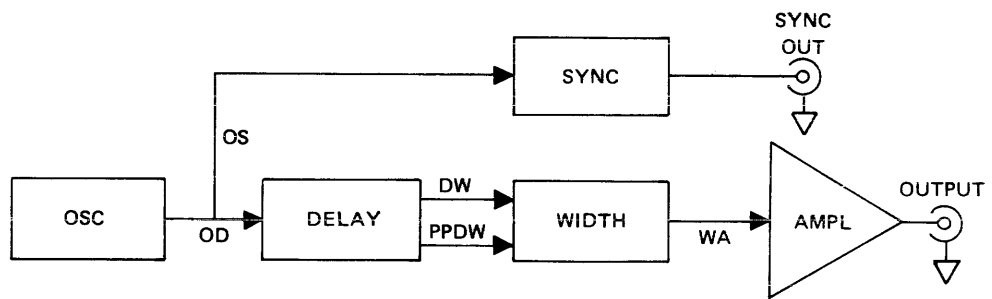 SYNC
OUT
SYNC
OS
OSC
OD
DELAY
DW
PPDW
WIDTH
WA
AMPL
OUTPUT